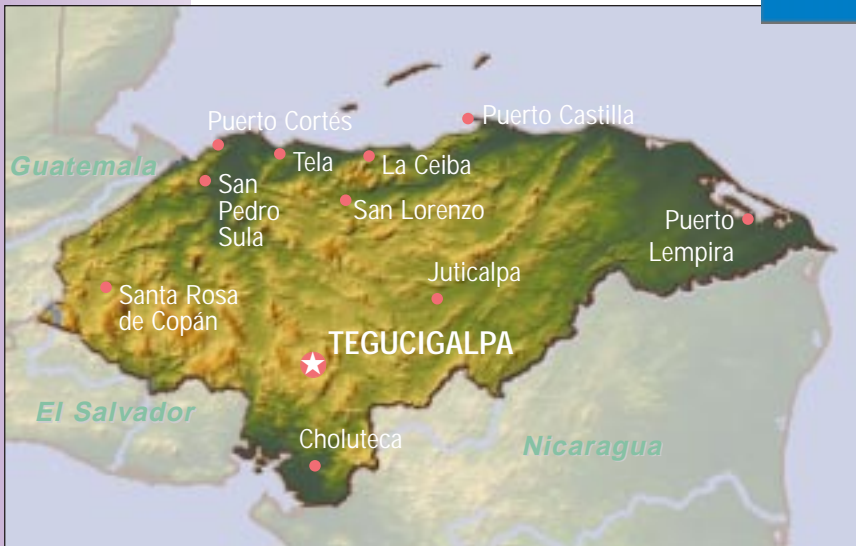 Puerto Castilla
Puerto Cortés
Guatemala
Tela
La Ceiba
San
Pedro
Sula
San Lorenzo
Puerto
Lempira
Juticalpa
Santa Rosa
de Copán
TEGUCIGALPA
El Salvador
Choluteca
Nicaragua